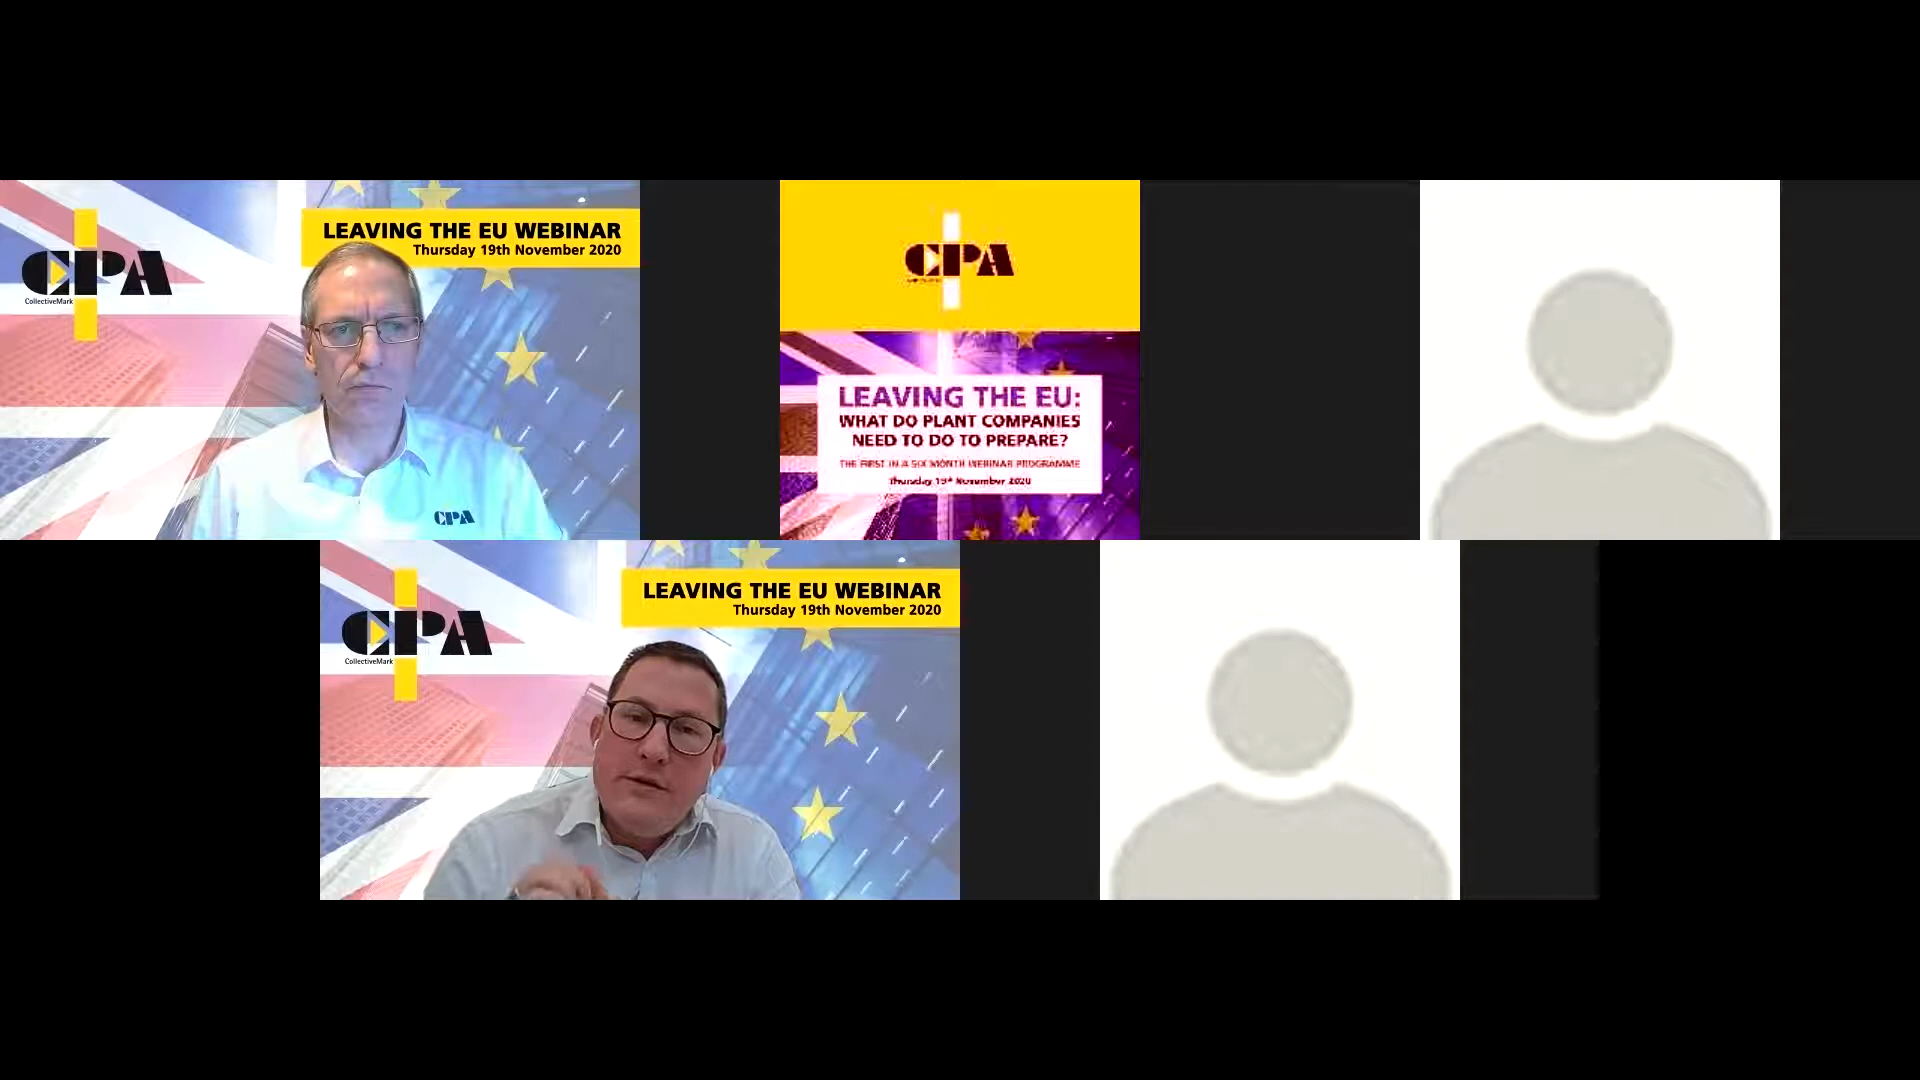 LEAVING THE EU WEBINAR
Thursday 19th November 2020
CPA
CollectiveMark
CPA
CPA
LEAVING THE EU:
WHAT DO PLANT COMPANIES
NEED TO DO TO PREPARE?
THE FIRST IN A SIX MONTH WEBINAR PROGRAMME
Thursday 19th November 2020
LEAVING THE EU WEBINAR
Thursday 19th November 2020
CPA
CollectiveMark